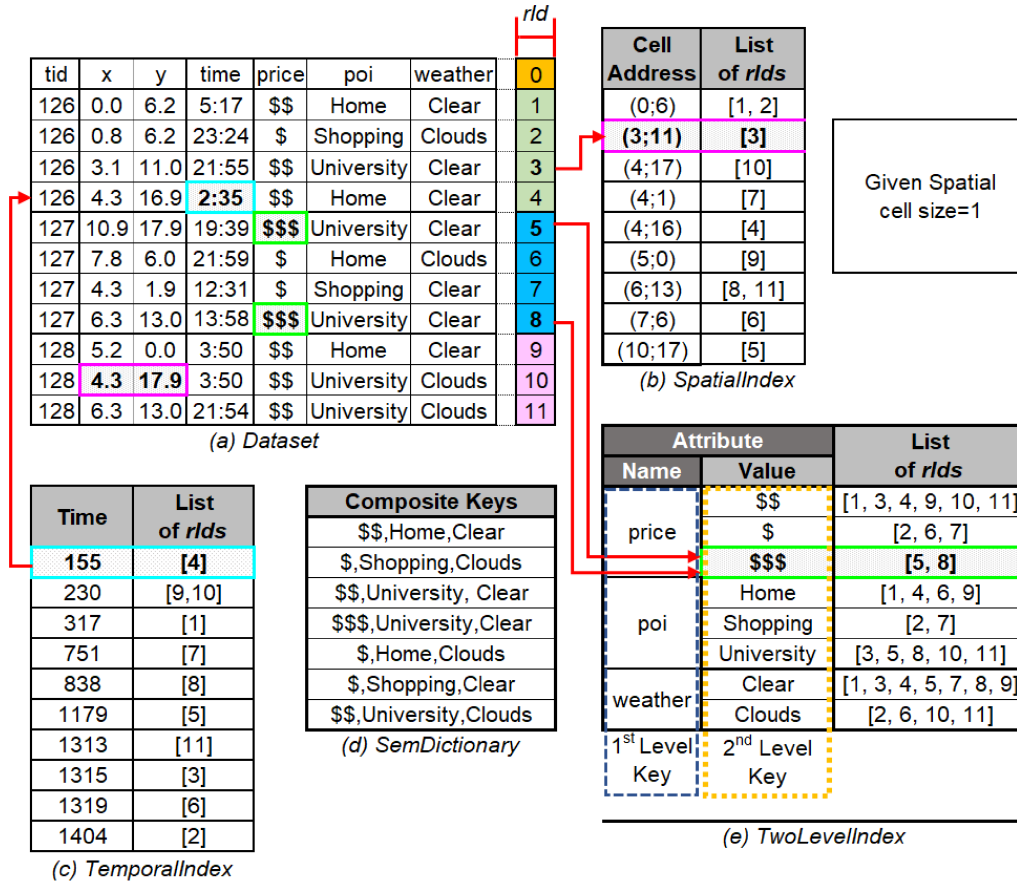 rId
tid x y time price poi weather 0
126 0.0 6.2 5:17 $$ Home Clear 1
126 0.8 6.2 23:24 $ Shopping Clouds 2
126 3.1 11.0 21:55 $$ University Clear 3
126 4.3 16.9 2:35 $$ Home Clear 4
127 10.9 17.9 19:39 $$$ University Clear 5
127 7.8 6.0 21:59 $ Home Clouds 6
127 4.3 1.9 12:31 $ Shopping Clear 7
127 6.3 13.0 13:58 $$$ University Clear 8
128 5.2 0.0 3:50 $$ Home Clear 9
128 4.3 17.9 3:50 $$ University Clouds 10
128 6.3 13.0 21:54 $$ University Clouds 11
(a) Dataset
Cell Address List of rIds
(0;6) [1, 2]
(3;11) [3]
(4;17) [10]
(4;1) [7]
(4;16) [4]
(5;0) [9]
(6;13) [8, 11]
(7;6) [6]
(10;17) [5]
(b) SpatialIndex
Given Spatial
cell size=1
Time List of rIds
155 [4]
230 [9,10]
317 [1]
751 [7]
838 [8]
1179 [5]
1313 [11]
1315 [3]
1319 [6]
1404 [2]
(c) TemporalIndex
Composite Keys
$$,Home,Clear
$,Shopping,Clouds
$$,University, Clear
$$$,University,Clear
$,Home,Clouds
$,Shopping,Clear
$$,University,Clouds
(d) SemDictionary
Attribute List of rIds
Name Value
price $$ [1, 3, 4, 9, 10, 11]
$ [2, 6, 7]
$$$ [5, 8]
poi Home [1, 4, 6, 9]
Shopping [2, 7]
University [3, 5, 8, 10, 11]
weather Clear [1, 3, 4, 5, 7, 8, 9]
Clouds [2, 6, 10, 11]
1st Level Key 2nd Level Key
(e) TwoLevelIndex